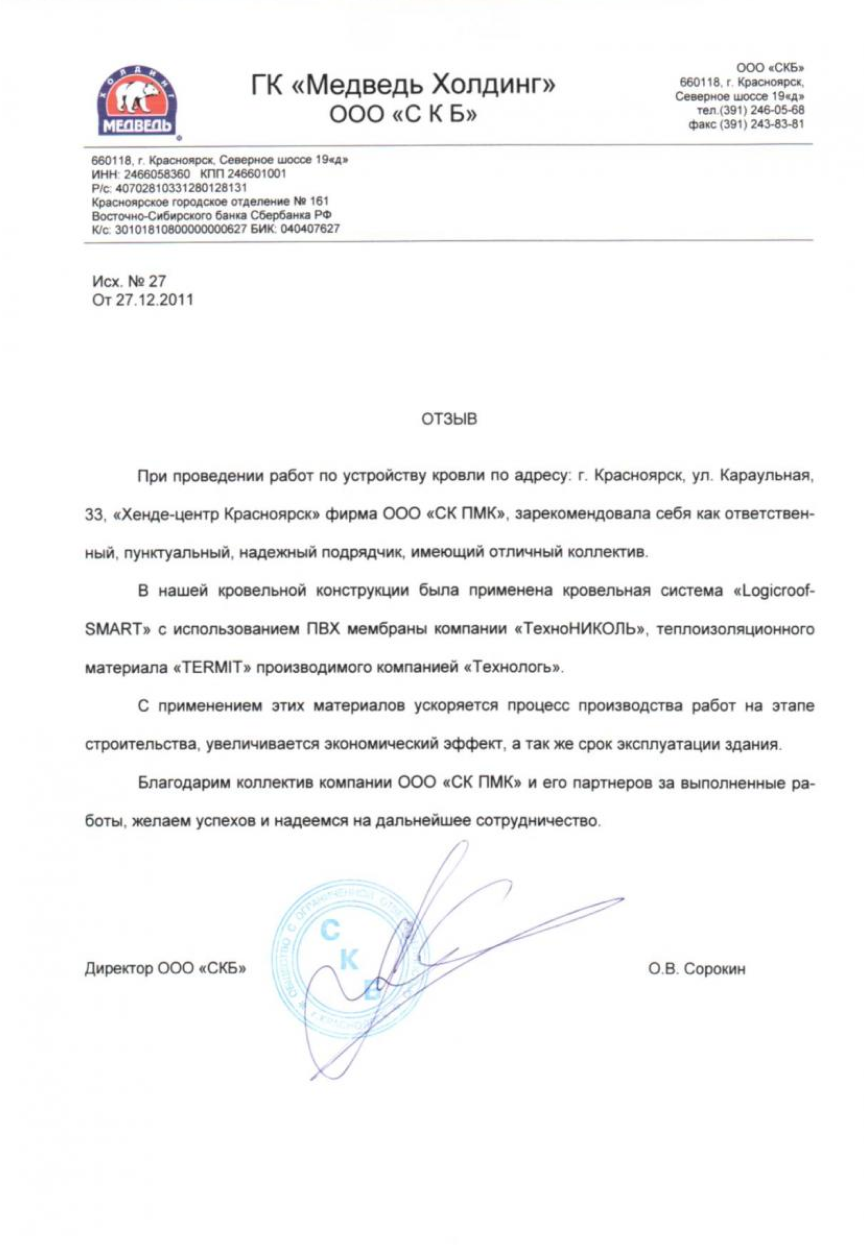 ХОЛДИНГ
МЕДВЕДЬ
ГК «Медведь Холдинг»
ООО «С К Б»
ООО «СКБ»
660118, г. Красноярск,
Северное шоссе 19«д»
тел.(391) 246-05-68
факс (391) 243-83-81
660118, г. Красноярск, Северное шоссе 19«д»
ИНН: 2466058360 КПП 246601001
Р/с: 40702810331280128131
Красноярское городское отделение № 161
Восточно-Сибирского банка Сбербанка РФ
К/с: 30101810800000000627 БИК: 040407627
Исх. № 27
От 27.12.2011
ОТЗЫВ
При проведении работ по устройству кровли по адресу: г. Красноярск, ул. Караульная,
33, «Хенде-центр Красноярск» фирма ООО «СК ПМК», зарекомендовала себя как ответствен-
ный, пунктуальный, надежный подрядчик, имеющий отличный коллектив.
В нашей кровельной конструкции была применена кровельная система «Logicroof-
SMART» с использованием ПВХ мембраны компании «ТехноНИКОЛЬ», теплоизоляционного
материала «TERMIT» производимого компанией «Технологь».
С применением этих материалов ускоряется процесс производства работ на этапе
строительства, увеличивается экономический эффект, а так же срок эксплуатации здания.
Благодарим коллектив компании ООО «СК ПМК» и его партнеров за выполненные ра-
боты, желаем успехов и надеемся на дальнейшее сотрудничество.
ОБЩЕСТВО С ОГРАНИЧЕННОЙ
С
К
Б
Директор ООО «СКБ»
О.В. Сорокин